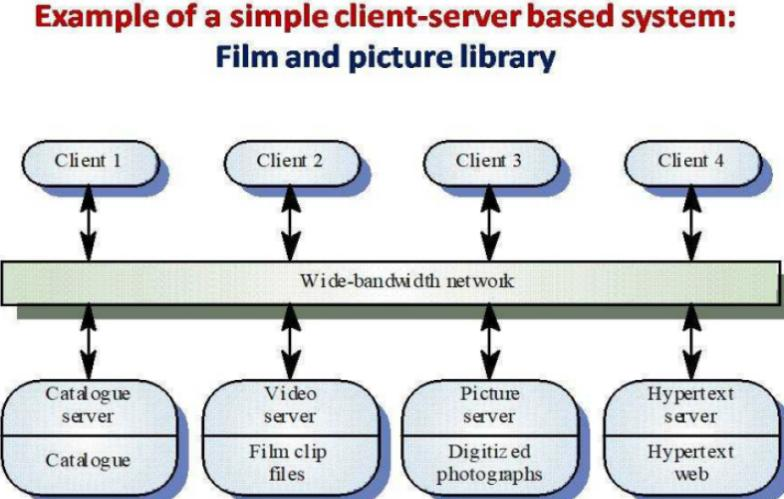 Example of a simple client-server based system:
Film and picture library
Client 1
Client 2
Client 3
Client 4
Wide-bandwidth network
Catalogue
server
Catalogue
Video
server
Film clip
files
Picture
server
Digitized
photographs
Hypertext
server
Hypertext
web